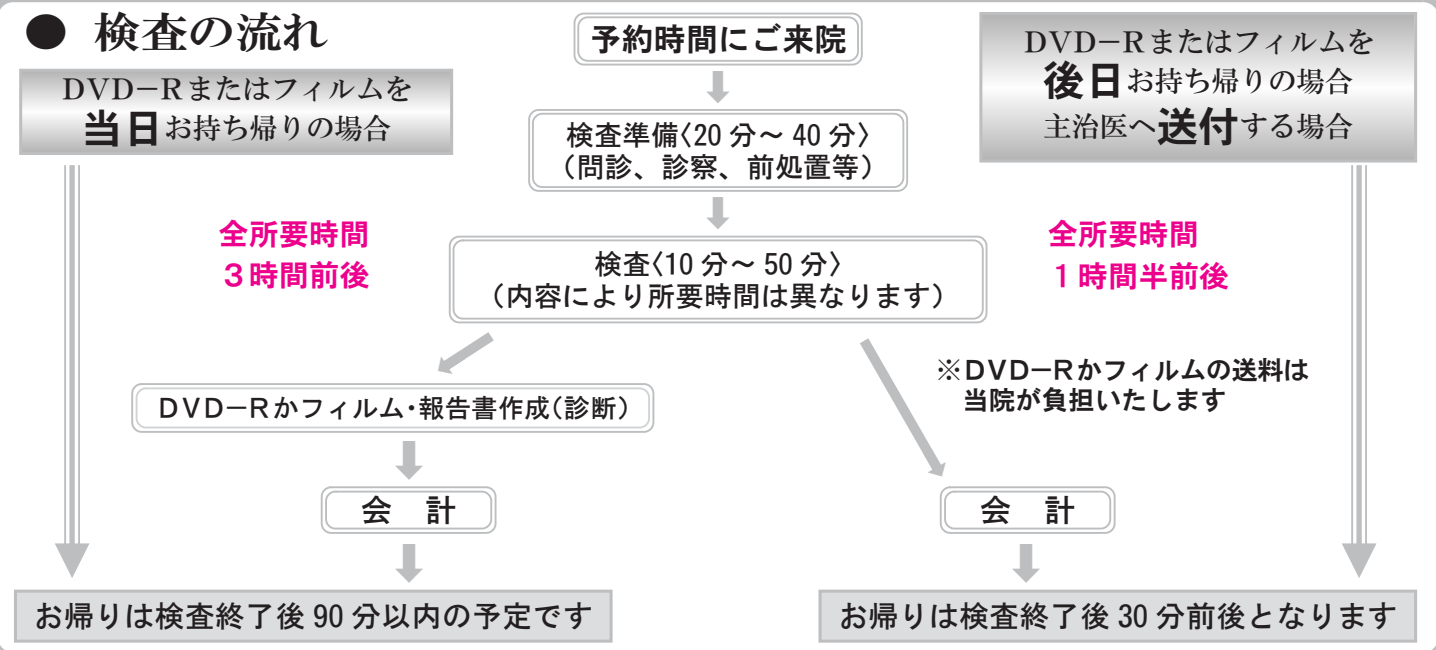 ● 検査の流れ
予約時間にご来院
DVD−Rまたはフィルムを
当日お持ち帰りの場合
DVD−Rまたはフィルムを
後日お持ち帰りの場合
主治医へ送付する場合
検査準備〈20 分～ 40 分〉
（問診、診察、前処置等）
全所要時間
３時間前後
検査〈10 分～ 50 分〉
（内容により所要時間は異なります）
全所要時間
１時間半前後
※DVD−Rかフィルムの送料は
当院が負担いたします
DVD−Rかフィルム・報告書作成（診断）
会　計
会　計
お帰りは検査終了後 90 分以内の予定です
お帰りは検査終了後 30 分前後となります